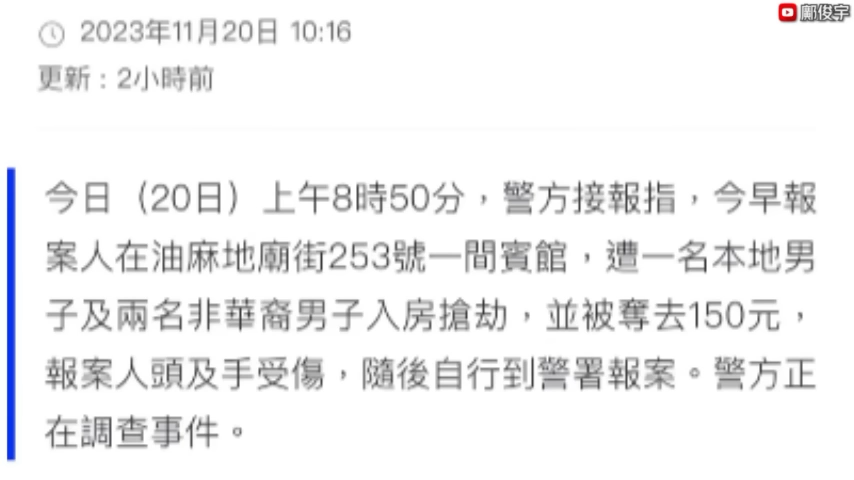 鄺俊宇
2023年11月20日 10:16
更新：2小時前
今日（20日）上午8時50分，警方接報指，今早報
案人在油麻地廟街253號一間賓館，遭一名本地男
子及兩名非華裔男子入房搶劫，並被奪去150元，
報案人頭及手受傷，隨後自行到警署報案。警方正
在調查事件。